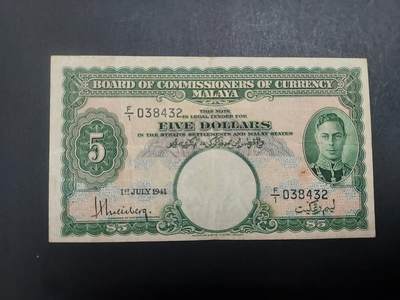 BOARD OF COMMISSIONERS OF CURRENCY
MALAYA
F/1 038432
THIS NOTE
IS LEGAL TENDER FOR
FIVE DOLLARS
IN THE STRAITS SETTLEMENTS AND MALAY STATES
5
1ST JULY 1941
F/1 038432
$5
$5